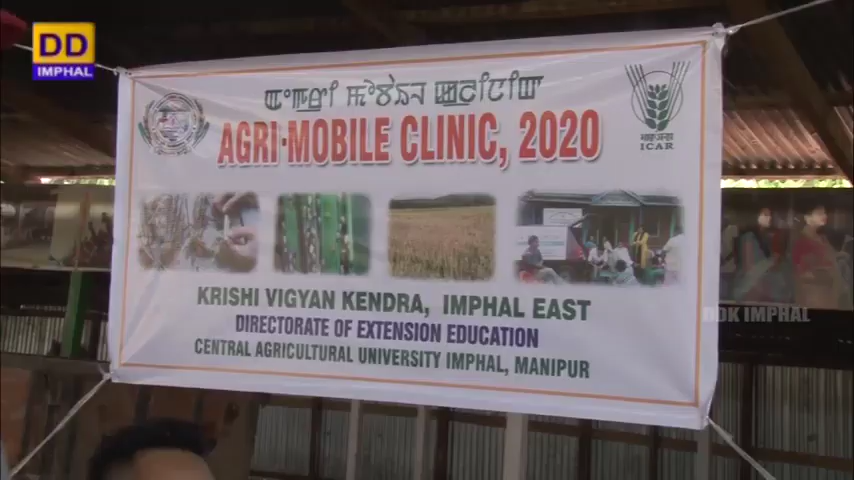 DD
IMPHAL
AGRI-MOBILE CLINIC, 2020
ICAR
KRISHI VIGYAN KENDRA, IMPHAL EAST
DIRECTORATE OF EXTENSION EDUCATION
CENTRAL AGRICULTURAL UNIVERSITY IMPHAL, MANIPUR
DDK IMPHAL